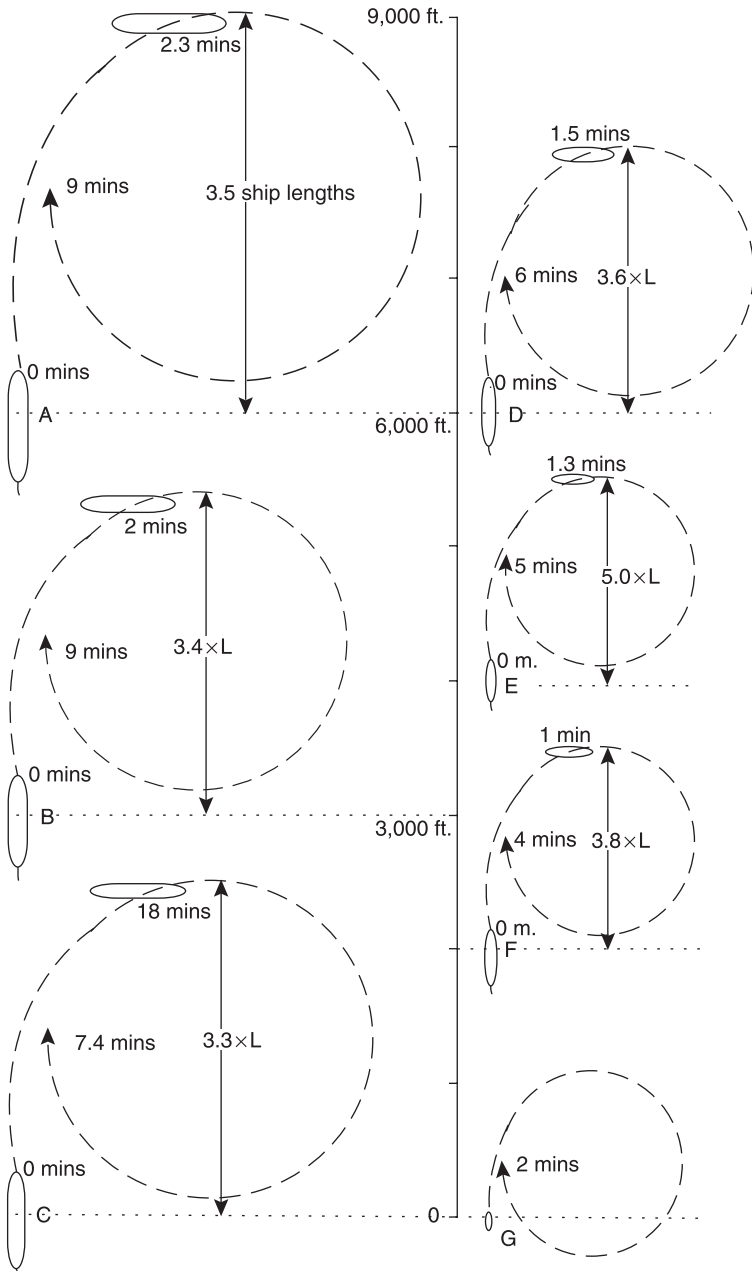 9,000 ft.
2.3 mins
9 mins
3.5 ship lengths
0 mins
A
6,000 ft.
2 mins
9 mins
3.4×L
0 mins
B
3,000 ft.
18 mins
7.4 mins
3.3×L
0 mins
C
0
1.5 mins
6 mins
3.6×L
0 mins
D
1.3 mins
5 mins
5.0×L
0 m.
E
1 min
4 mins
3.8×L
0 m.
F
2 mins
G